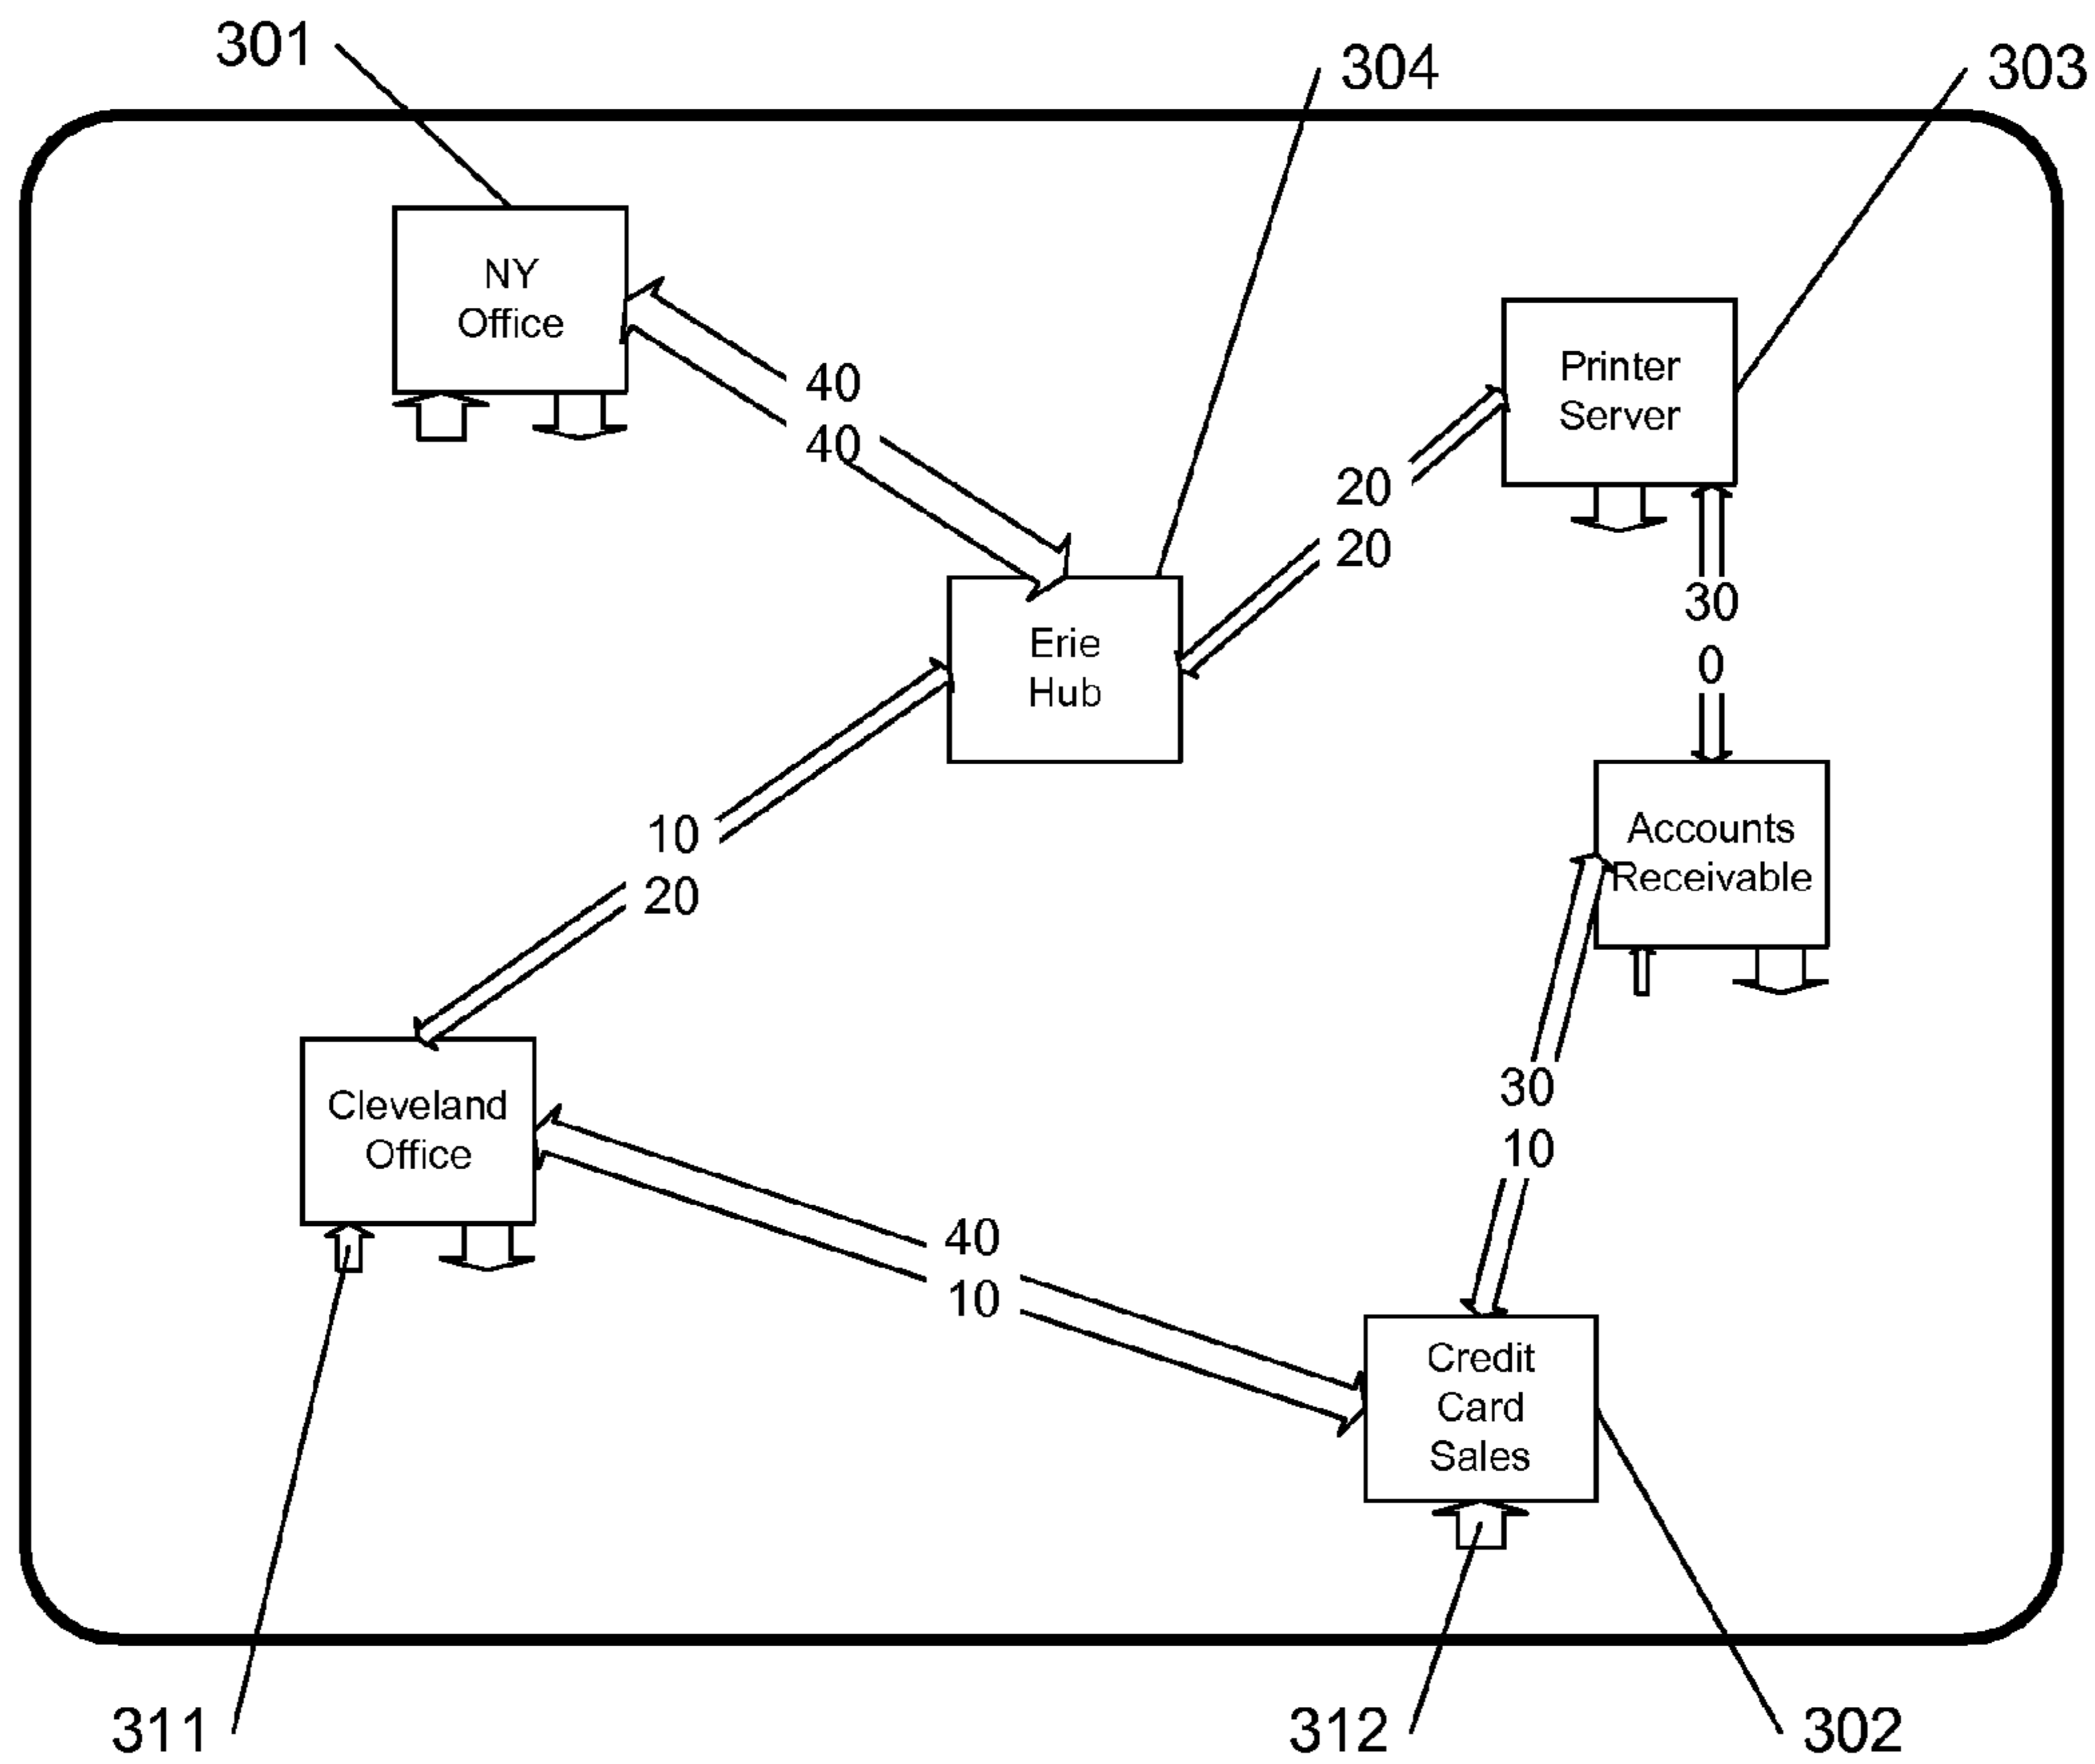 301
304
303
NY
Office
Printer
Server
40
40
20
20
30
0
Erie
Hub
10
20
Accounts
Receivable
Cleveland
Office
30
10
40
10
Credit
Card
Sales
311
312
302